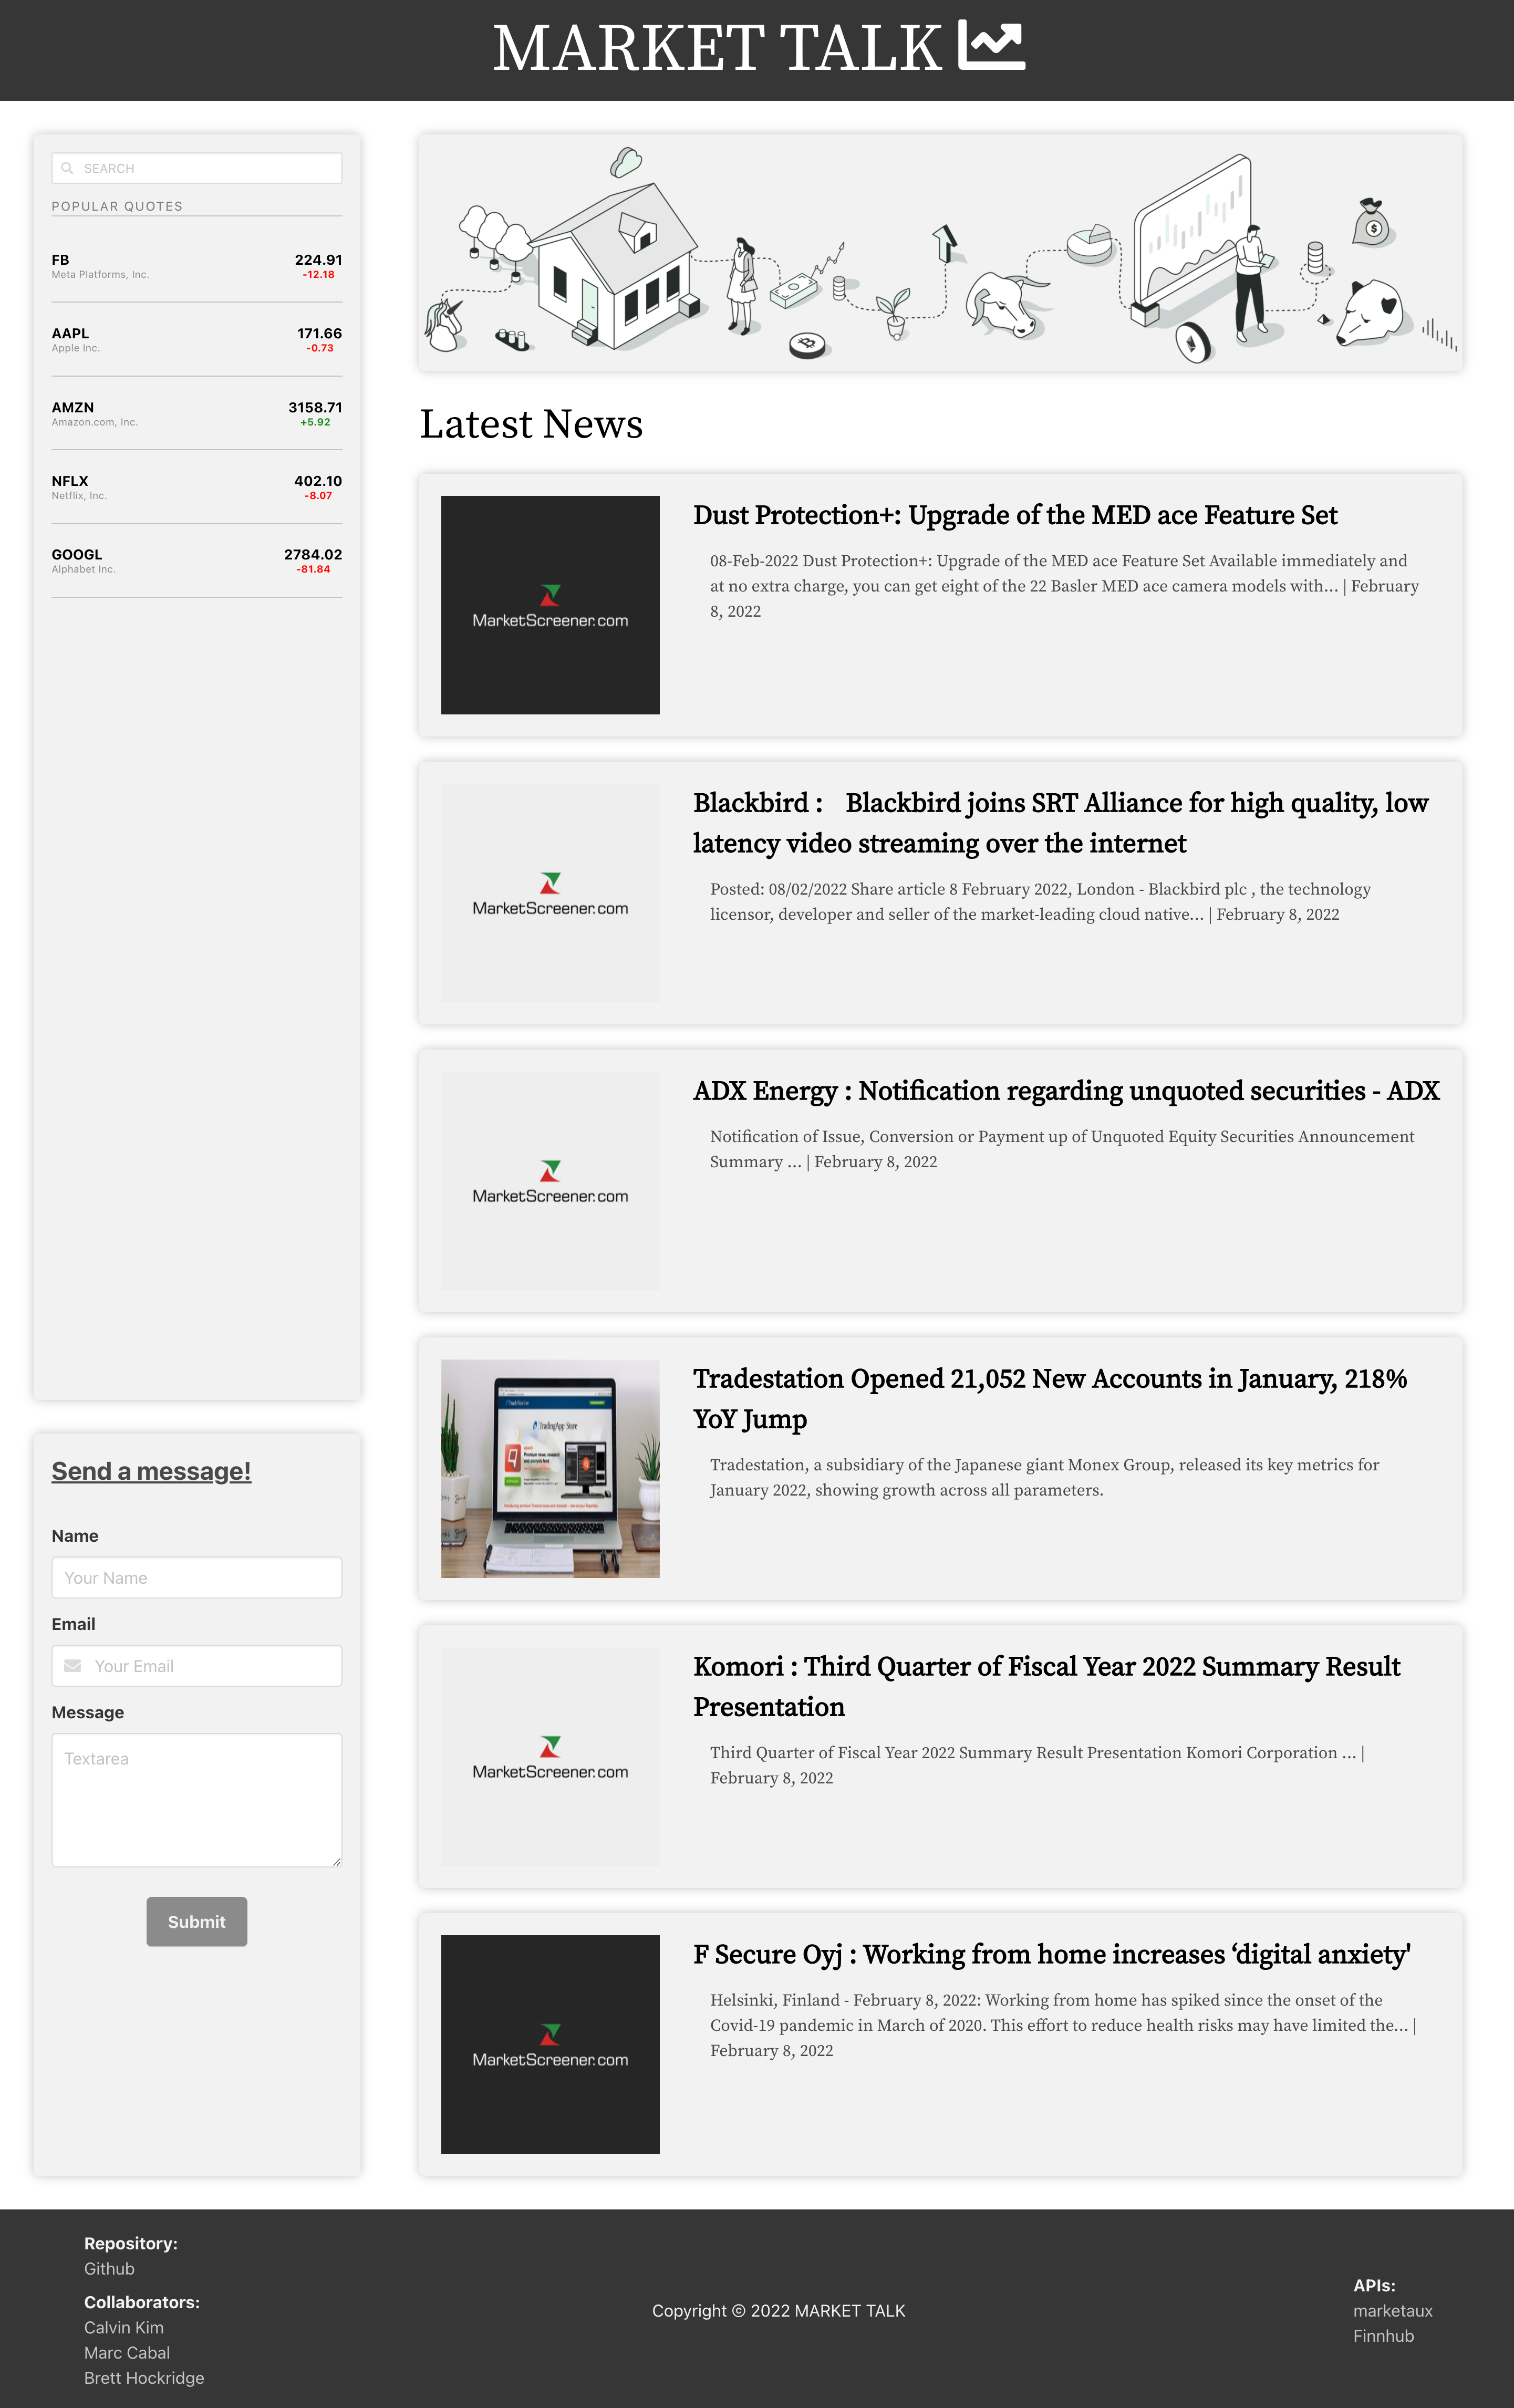 MARKET TALK
SEARCH
POPULAR QUOTES
FB 224.91
Meta Platforms, Inc. -12.18
AAPL 171.66
Apple Inc. -0.73
AMZN 3158.71
Amazon.com, Inc. +5.92
NFLX 402.10
Netflix, Inc. -8.07
GOOGL 2784.02
Alphabet Inc. -81.84
Send a message!
Name
Your Name
Email
Your Email
Message
Textarea
Submit
Latest News
MarketScreener.com
Dust Protection+: Upgrade of the MED ace Feature Set
08-Feb-2022 Dust Protection+: Upgrade of the MED ace Feature Set Available immediately and
at no extra charge, you can get eight of the 22 Basler MED ace camera models with... | February
8, 2022
MarketScreener.com
Blackbird : Blackbird joins SRT Alliance for high quality, low
latency video streaming over the internet
Posted: 08/02/2022 Share article 8 February 2022, London - Blackbird plc , the technology
licensor, developer and seller of the market-leading cloud native... | February 8, 2022
MarketScreener.com
ADX Energy : Notification regarding unquoted securities - ADX
Notification of Issue, Conversion or Payment up of Unquoted Equity Securities Announcement
Summary ... | February 8, 2022
TradingApp Store
Tradestation Opened 21,052 New Accounts in January, 218%
YoY Jump
Tradestation, a subsidiary of the Japanese giant Monex Group, released its key metrics for
January 2022, showing growth across all parameters.
MarketScreener.com
Komori : Third Quarter of Fiscal Year 2022 Summary Result
Presentation
Third Quarter of Fiscal Year 2022 Summary Result Presentation Komori Corporation ... |
February 8, 2022
MarketScreener.com
F Secure Oyj : Working from home increases ‘digital anxiety'
Helsinki, Finland - February 8, 2022: Working from home has spiked since the onset of the
Covid-19 pandemic in March of 2020. This effort to reduce health risks may have limited the... |
February 8, 2022
Repository:
Github
Collaborators:
Calvin Kim
Marc Cabal
Brett Hockridge
Copyright © 2022 MARKET TALK
APIs:
marketaux
Finnhub